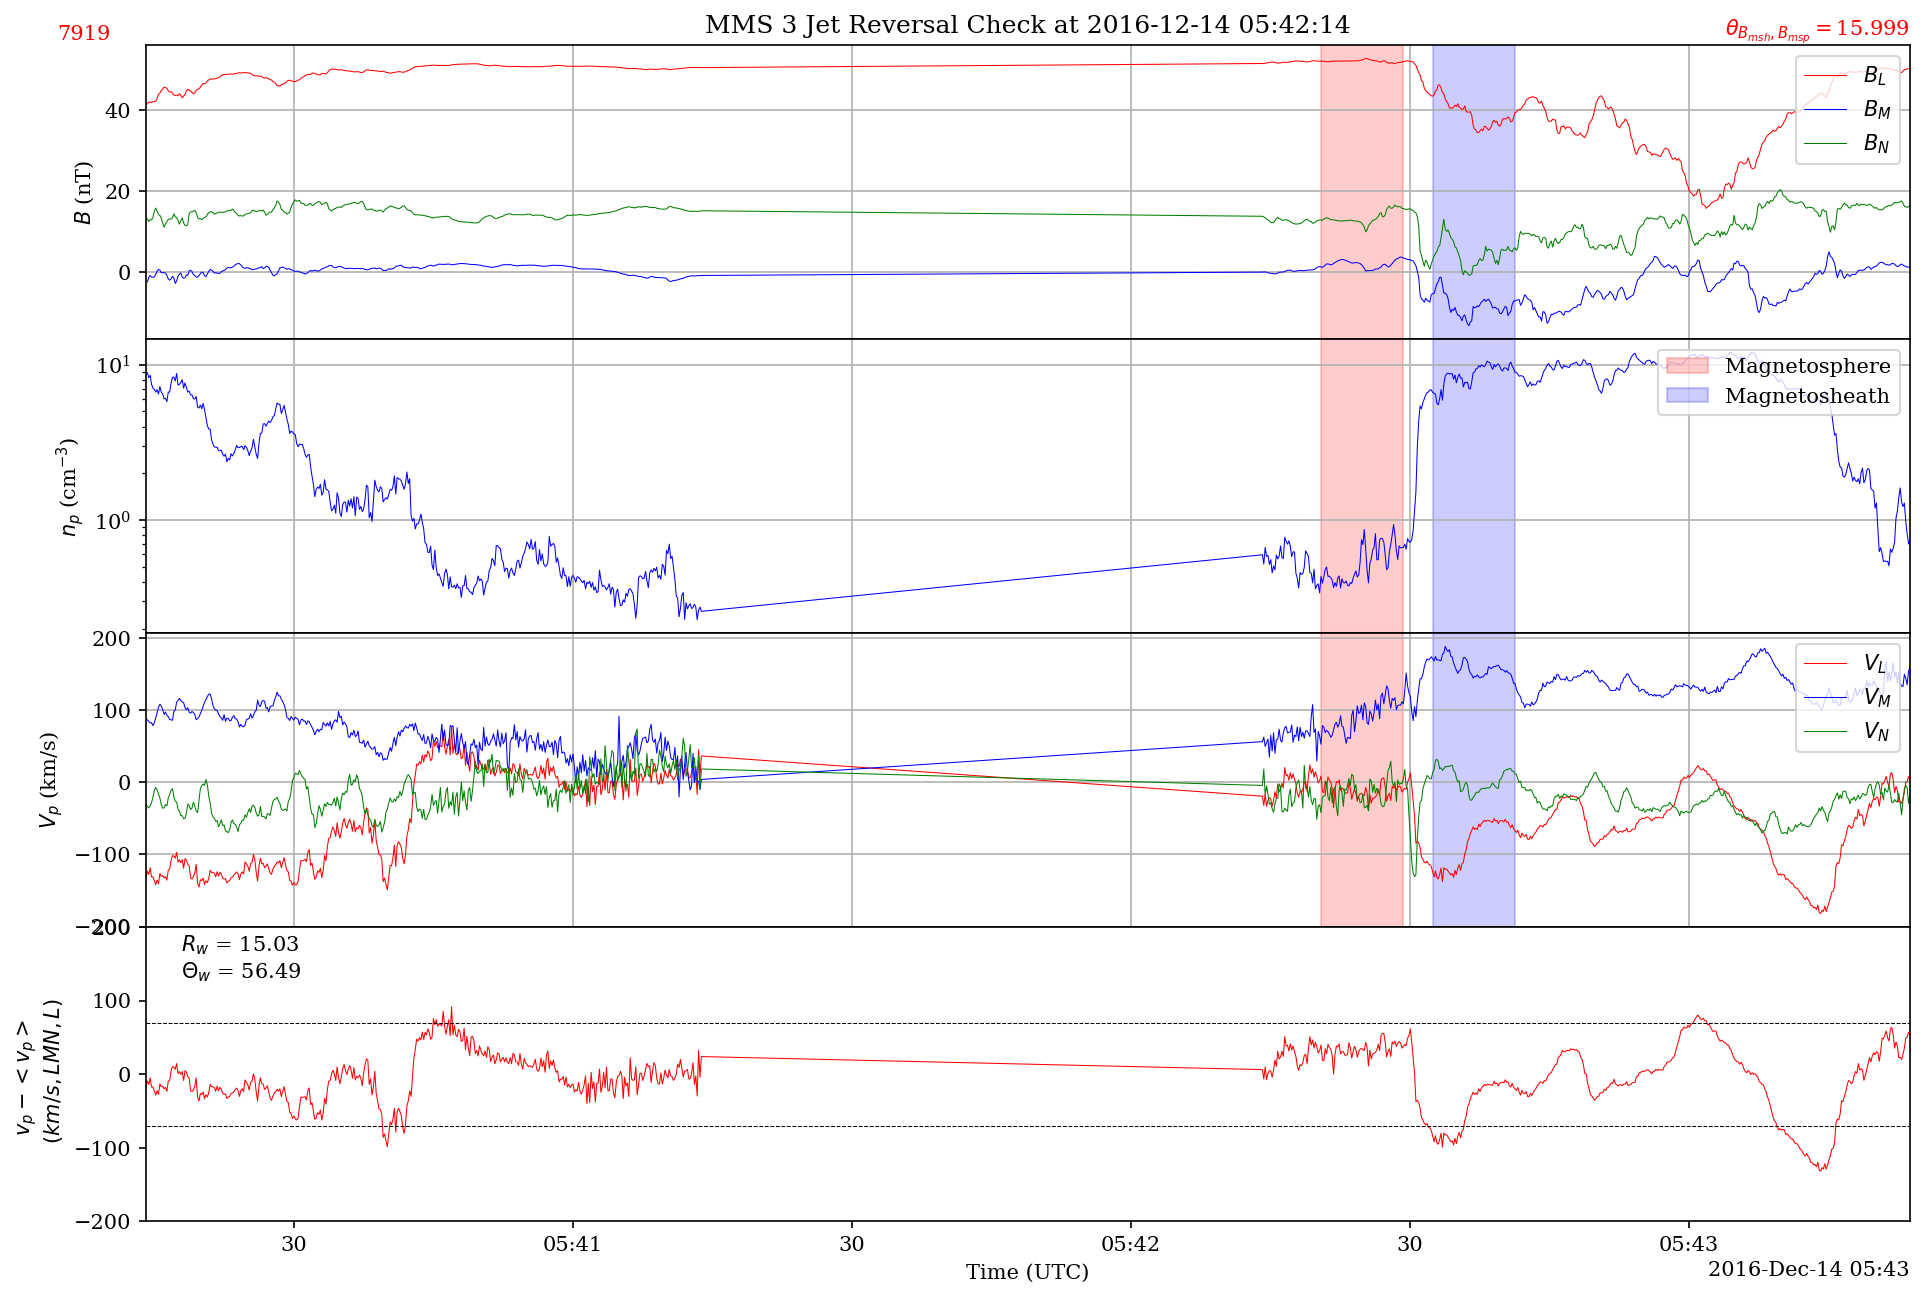 MMS 3 Jet Reversal Check at 2016-12-14 05:42:14
7919
θ_{B_{msh}, B_{msp}} = 15.999
B (nT)
40
20
0
B_L
B_M
B_N
n_p (cm^{-3})
10^1
10^0
Magnetosphere
Magnetosheath
V_p (km/s)
200
100
0
−100
−200
V_L
V_M
V_N
v_p − < v_p >
(km/s, LMN, L)
200
100
0
−100
−200
R_w = 15.03
Θ_w = 56.49
30
05:41
30
05:42
30
05:43
Time (UTC)
2016-Dec-14 05:43